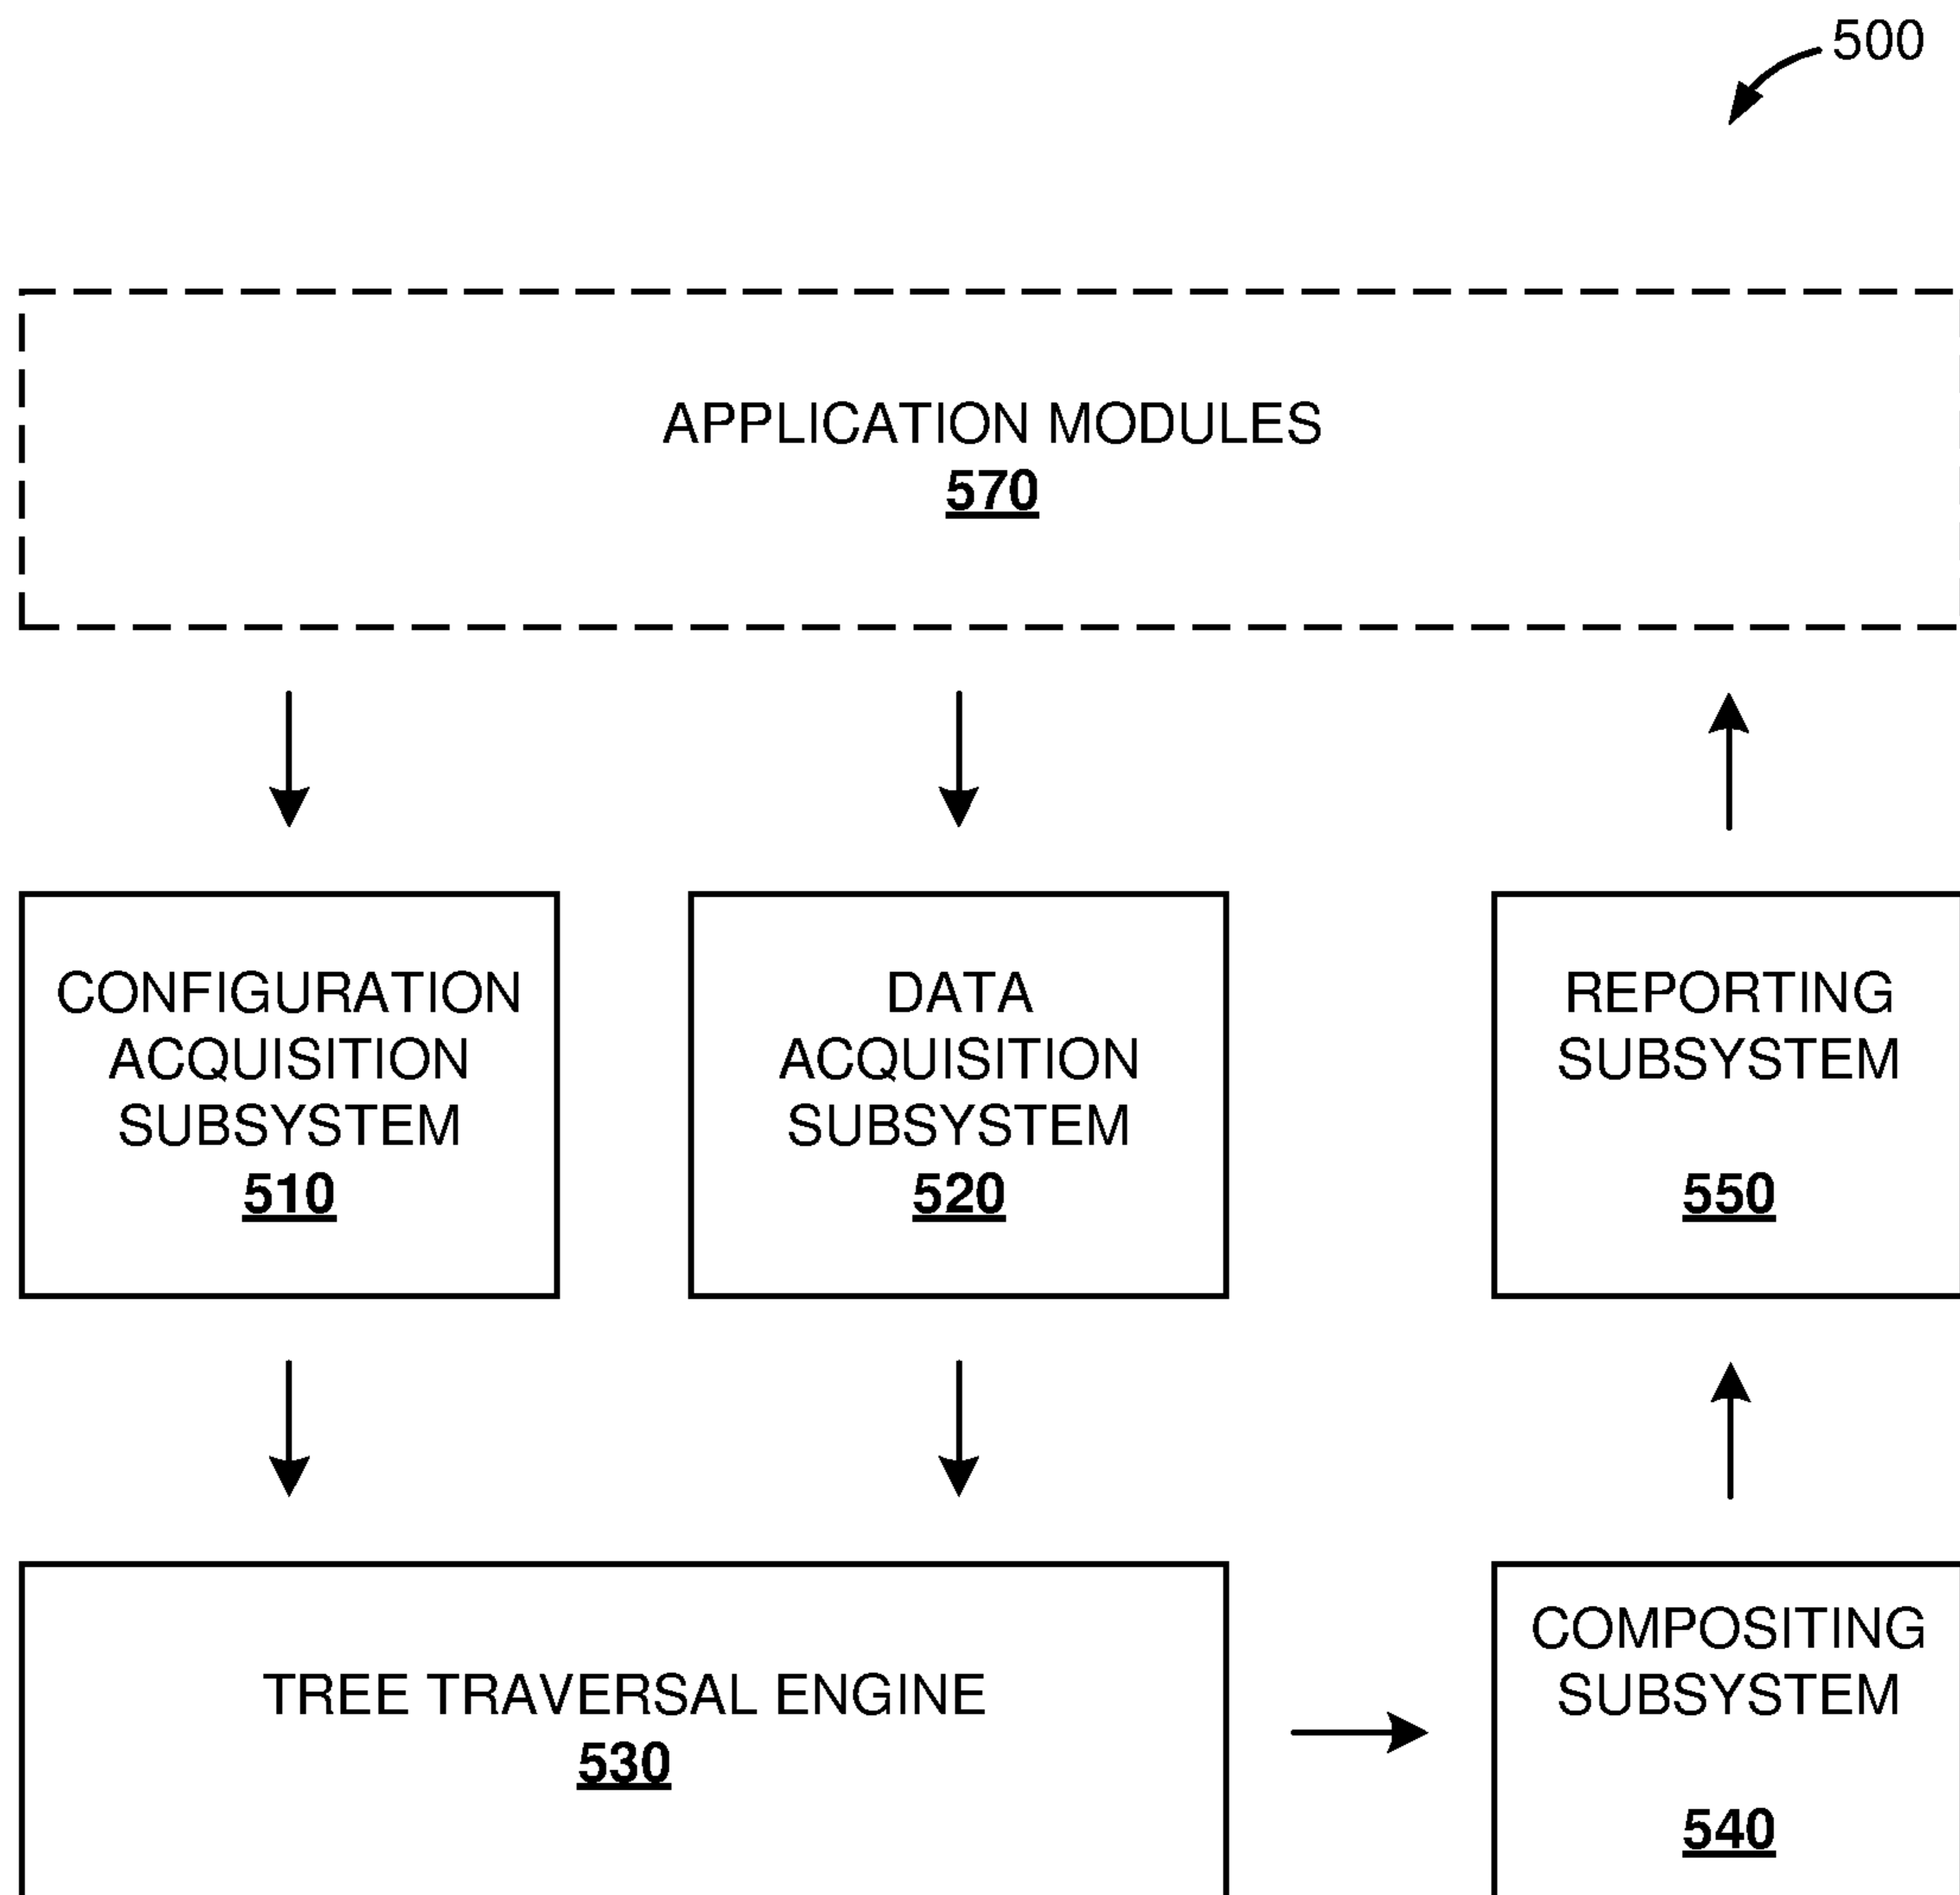 500
APPLICATION MODULES
570
CONFIGURATION
ACQUISITION
SUBSYSTEM
510
DATA
ACQUISITION
SUBSYSTEM
520
REPORTING
SUBSYSTEM
550
TREE TRAVERSAL ENGINE
530
COMPOSITING
SUBSYSTEM
540